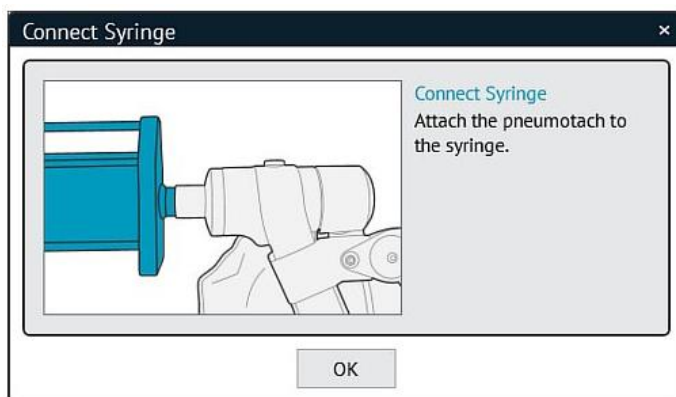 Connect Syringe
×
Connect Syringe
Attach the pneumotach to
the syringe.
OK